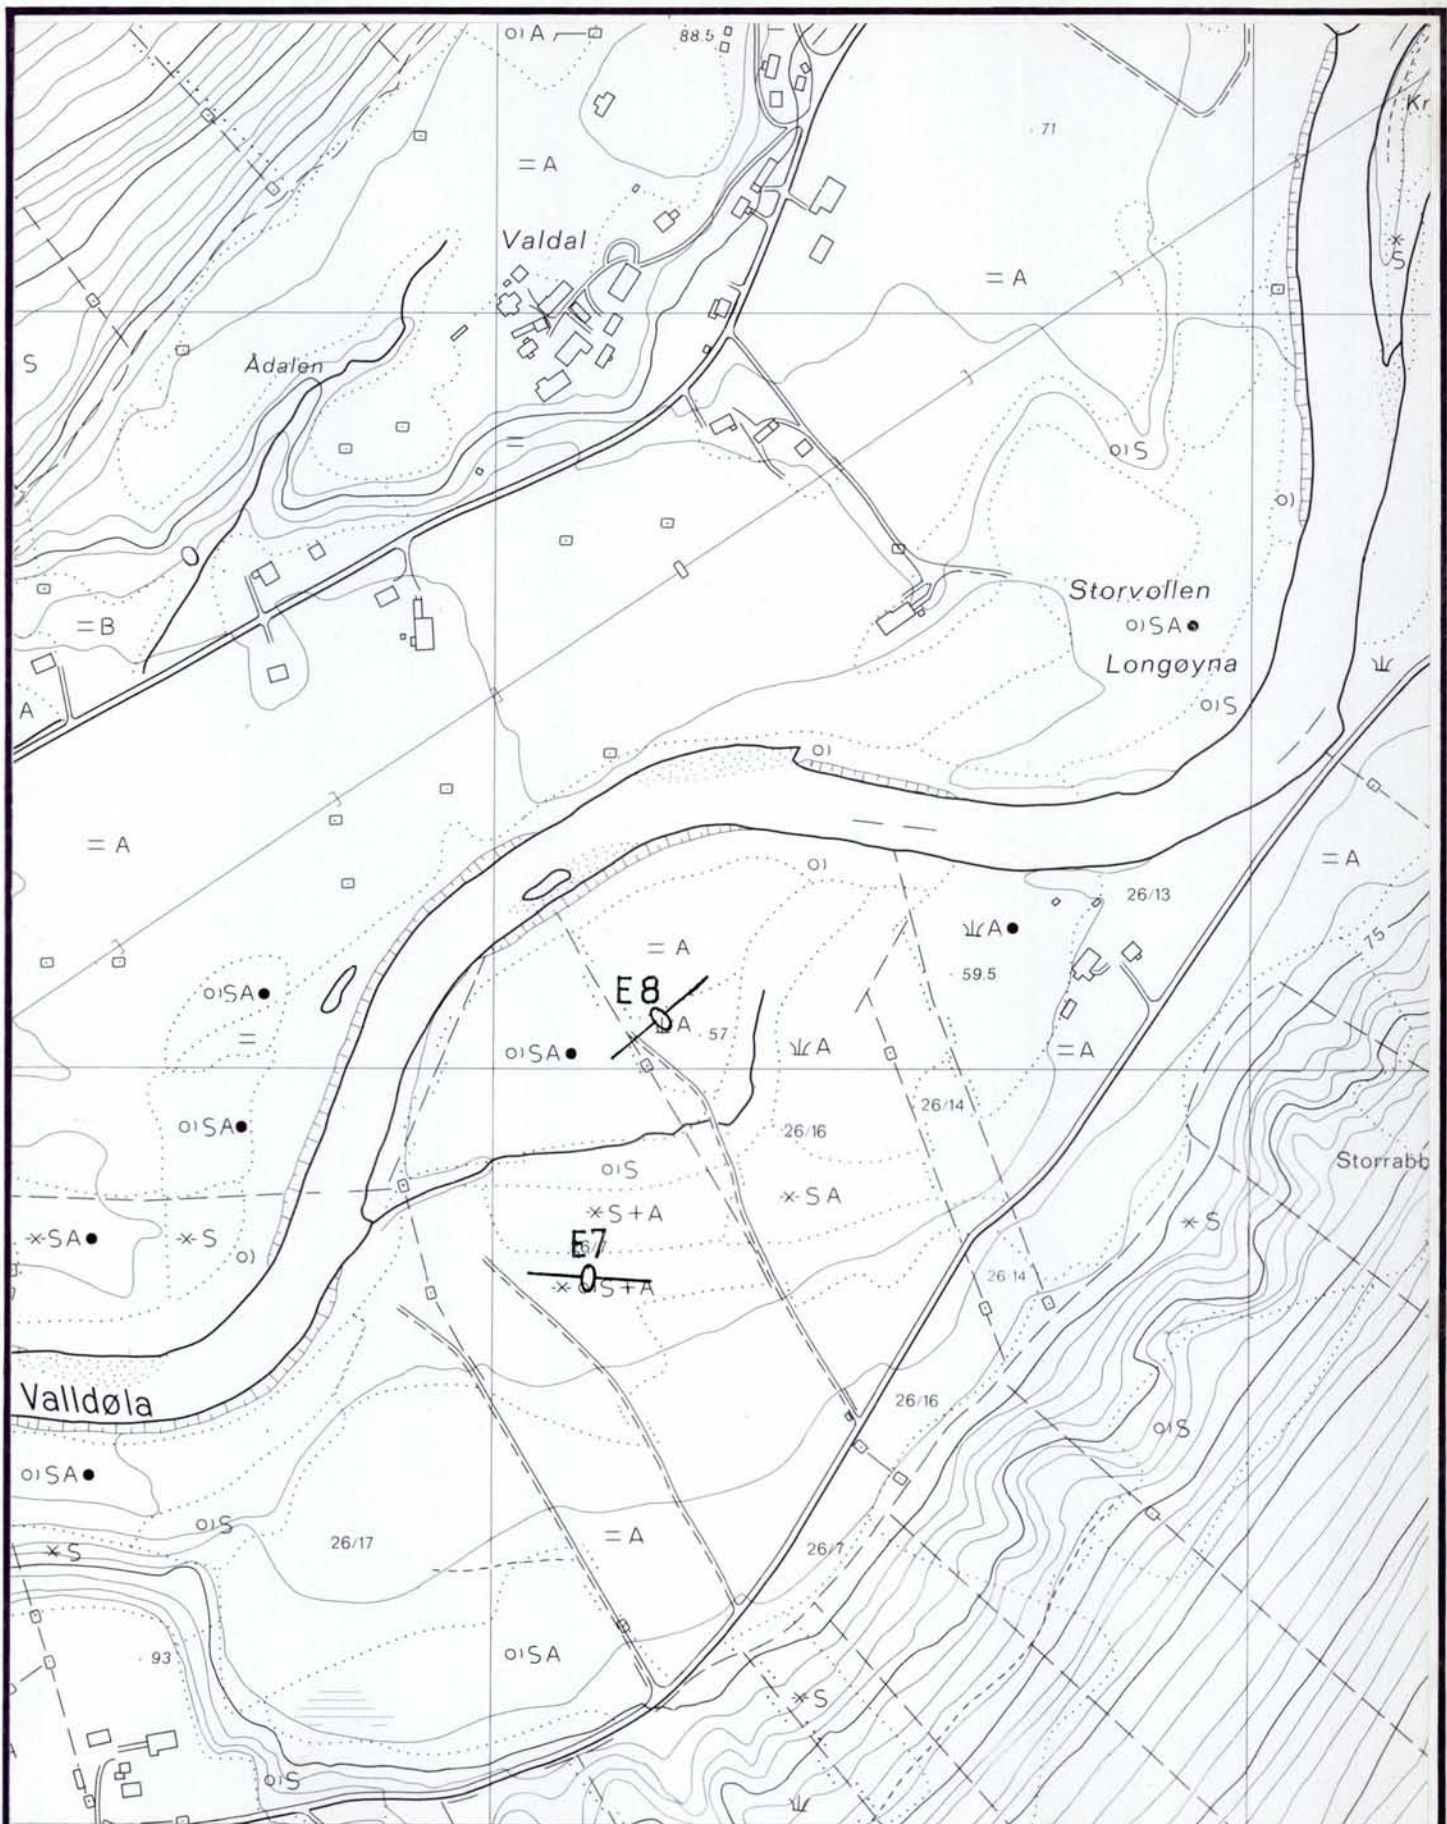 O) A
88.5
Kr
71
= A
Valdal
= A
S
S
Ådalen
=
O) S
O)
Storvollen
= B
O) SA ●
Longøyna
A
O) S
O)
= A
O)
= A
26/13
A ●
= A
59.5
75
O) SA ●
E8
A
57
=
O) SA ●
A
= A
26/14
O) SA ●
26/16
O) S
Storrabb
S A
S + A
S
SA ●
S
E7
O)
S + A
26 14
Valldøla
26/16
O) S
O) SA ●
O) S
26/17
= A
26/7
S
93
O) SA
S
O) S